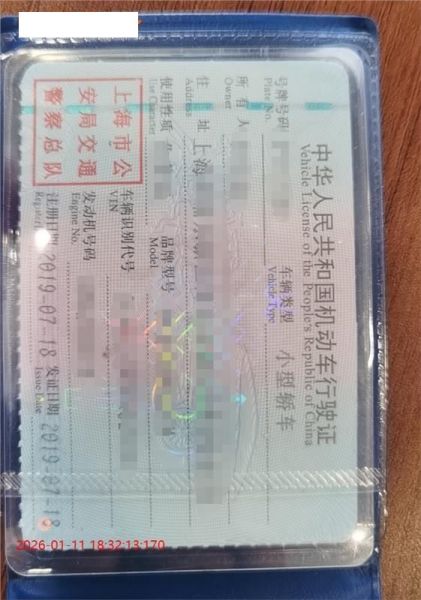 中华人民共和国机动车行驶证
Vehicle License of the People's Republic of China
号牌号码
Plate No.
车辆类型 小型轿车
Vehicle Type
所有人
Owner
住址 上海
Address
使用性质
Use Character
品牌型号
Model
上海市公
安局交通
警察总队
车辆识别代号
VIN
发动机号码
Engine No.
注册日期 2019-07-18 发证日期 2019-07-18
Issue Date
2026-01-11 18:32:13:170